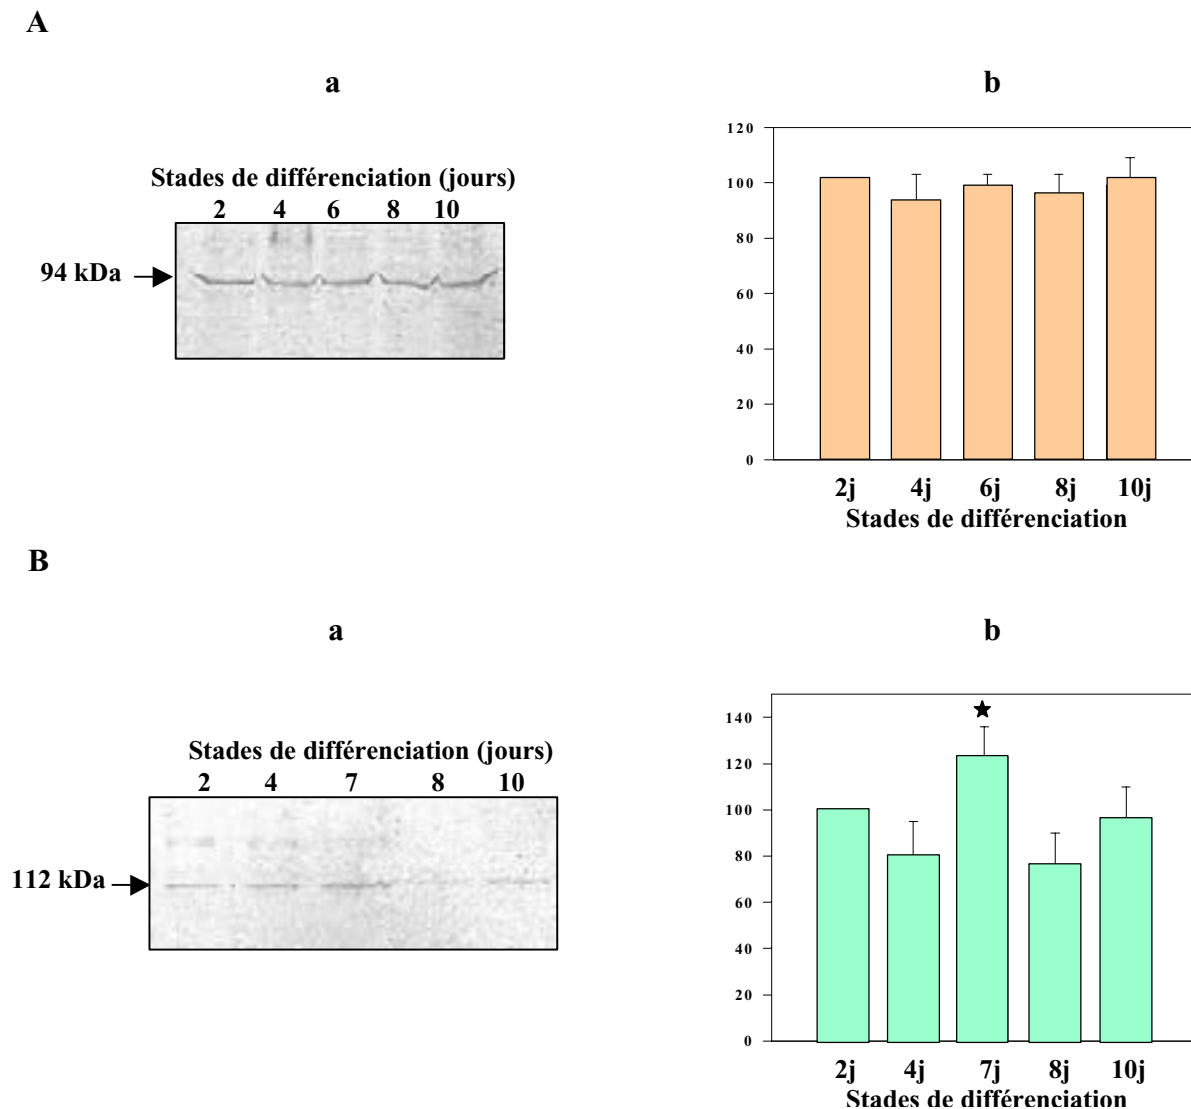 A
a
Stades de différenciation (jours)
2 4 6 8 10
94 kDa
b
120
100
80
60
40
20
0
2j 4j 6j 8j 10j
Stades de différenciation
B
a
Stades de différenciation (jours)
2 4 7 8 10
112 kDa
b
140
120
100
80
60
40
20
0
2j 4j 7j 8j 10j
Stades de différenciation